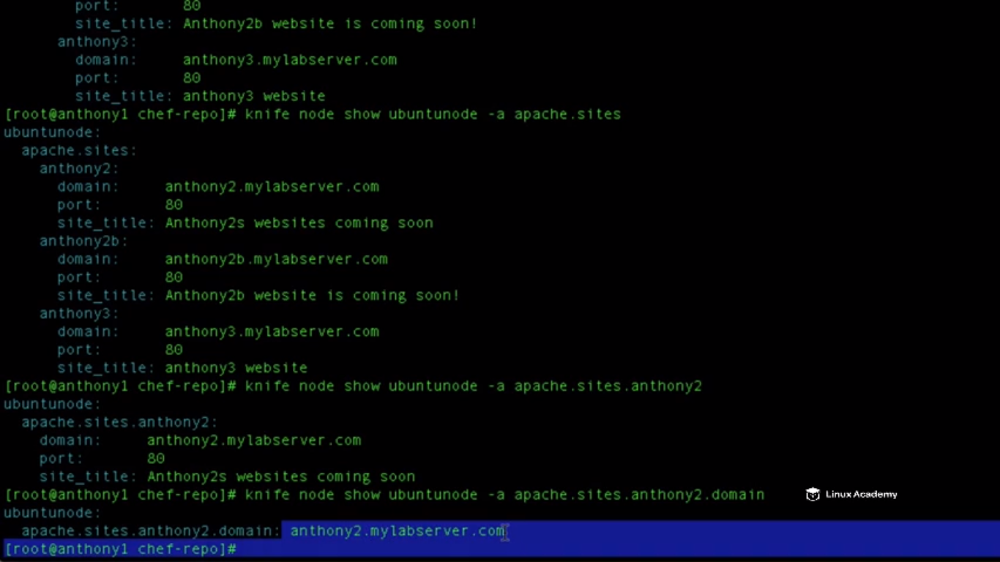 port: 80
site_title: Anthony2b website is coming soon!
anthony3:
domain: anthony3.mylabserver.com
port: 80
site_title: anthony3 website
[root@anthony1 chef-repo]# knife node show ubuntunode -a apache.sites
ubuntunode:
apache.sites:
anthony2:
domain: anthony2.mylabserver.com
port: 80
site_title: Anthony2s websites coming soon
anthony2b:
domain: anthony2b.mylabserver.com
port: 80
site_title: Anthony2b website is coming soon!
anthony3:
domain: anthony3.mylabserver.com
port: 80
site_title: anthony3 website
[root@anthony1 chef-repo]# knife node show ubuntunode -a apache.sites.anthony2
ubuntunode:
apache.sites.anthony2:
domain: anthony2.mylabserver.com
port: 80
site_title: Anthony2s websites coming soon
[root@anthony1 chef-repo]# knife node show ubuntunode -a apache.sites.anthony2.domain
Linux Academy
ubuntunode:
apache.sites.anthony2.domain: anthony2.mylabserver.com
[root@anthony1 chef-repo]#